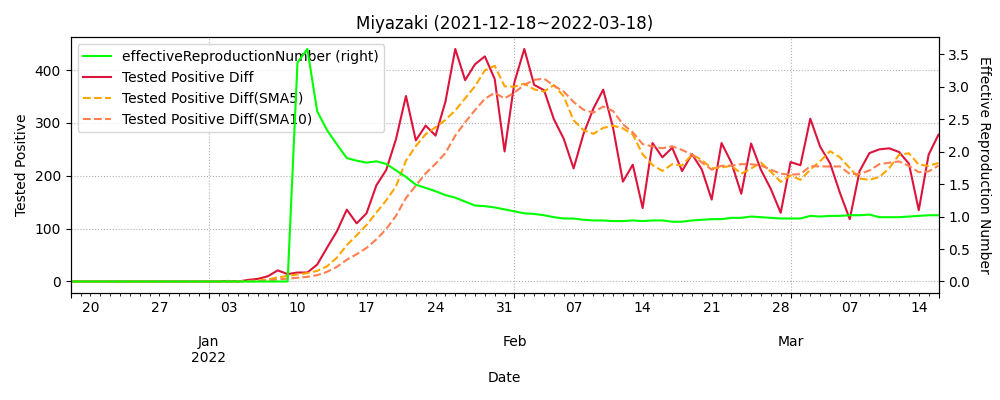 Miyazaki (2021-12-18~2022-03-18)
effectiveReproductionNumber (right)
Tested Positive Diff
Tested Positive Diff(SMA5)
Tested Positive Diff(SMA10)
Tested Positive
400
300
200
100
0
Effective Reproduction Number
3.5
3.0
2.5
2.0
1.5
1.0
0.5
0.0
20 27 03 10 17 24 31 07 14 21 28 07 14
Jan Feb Mar
2022
Date